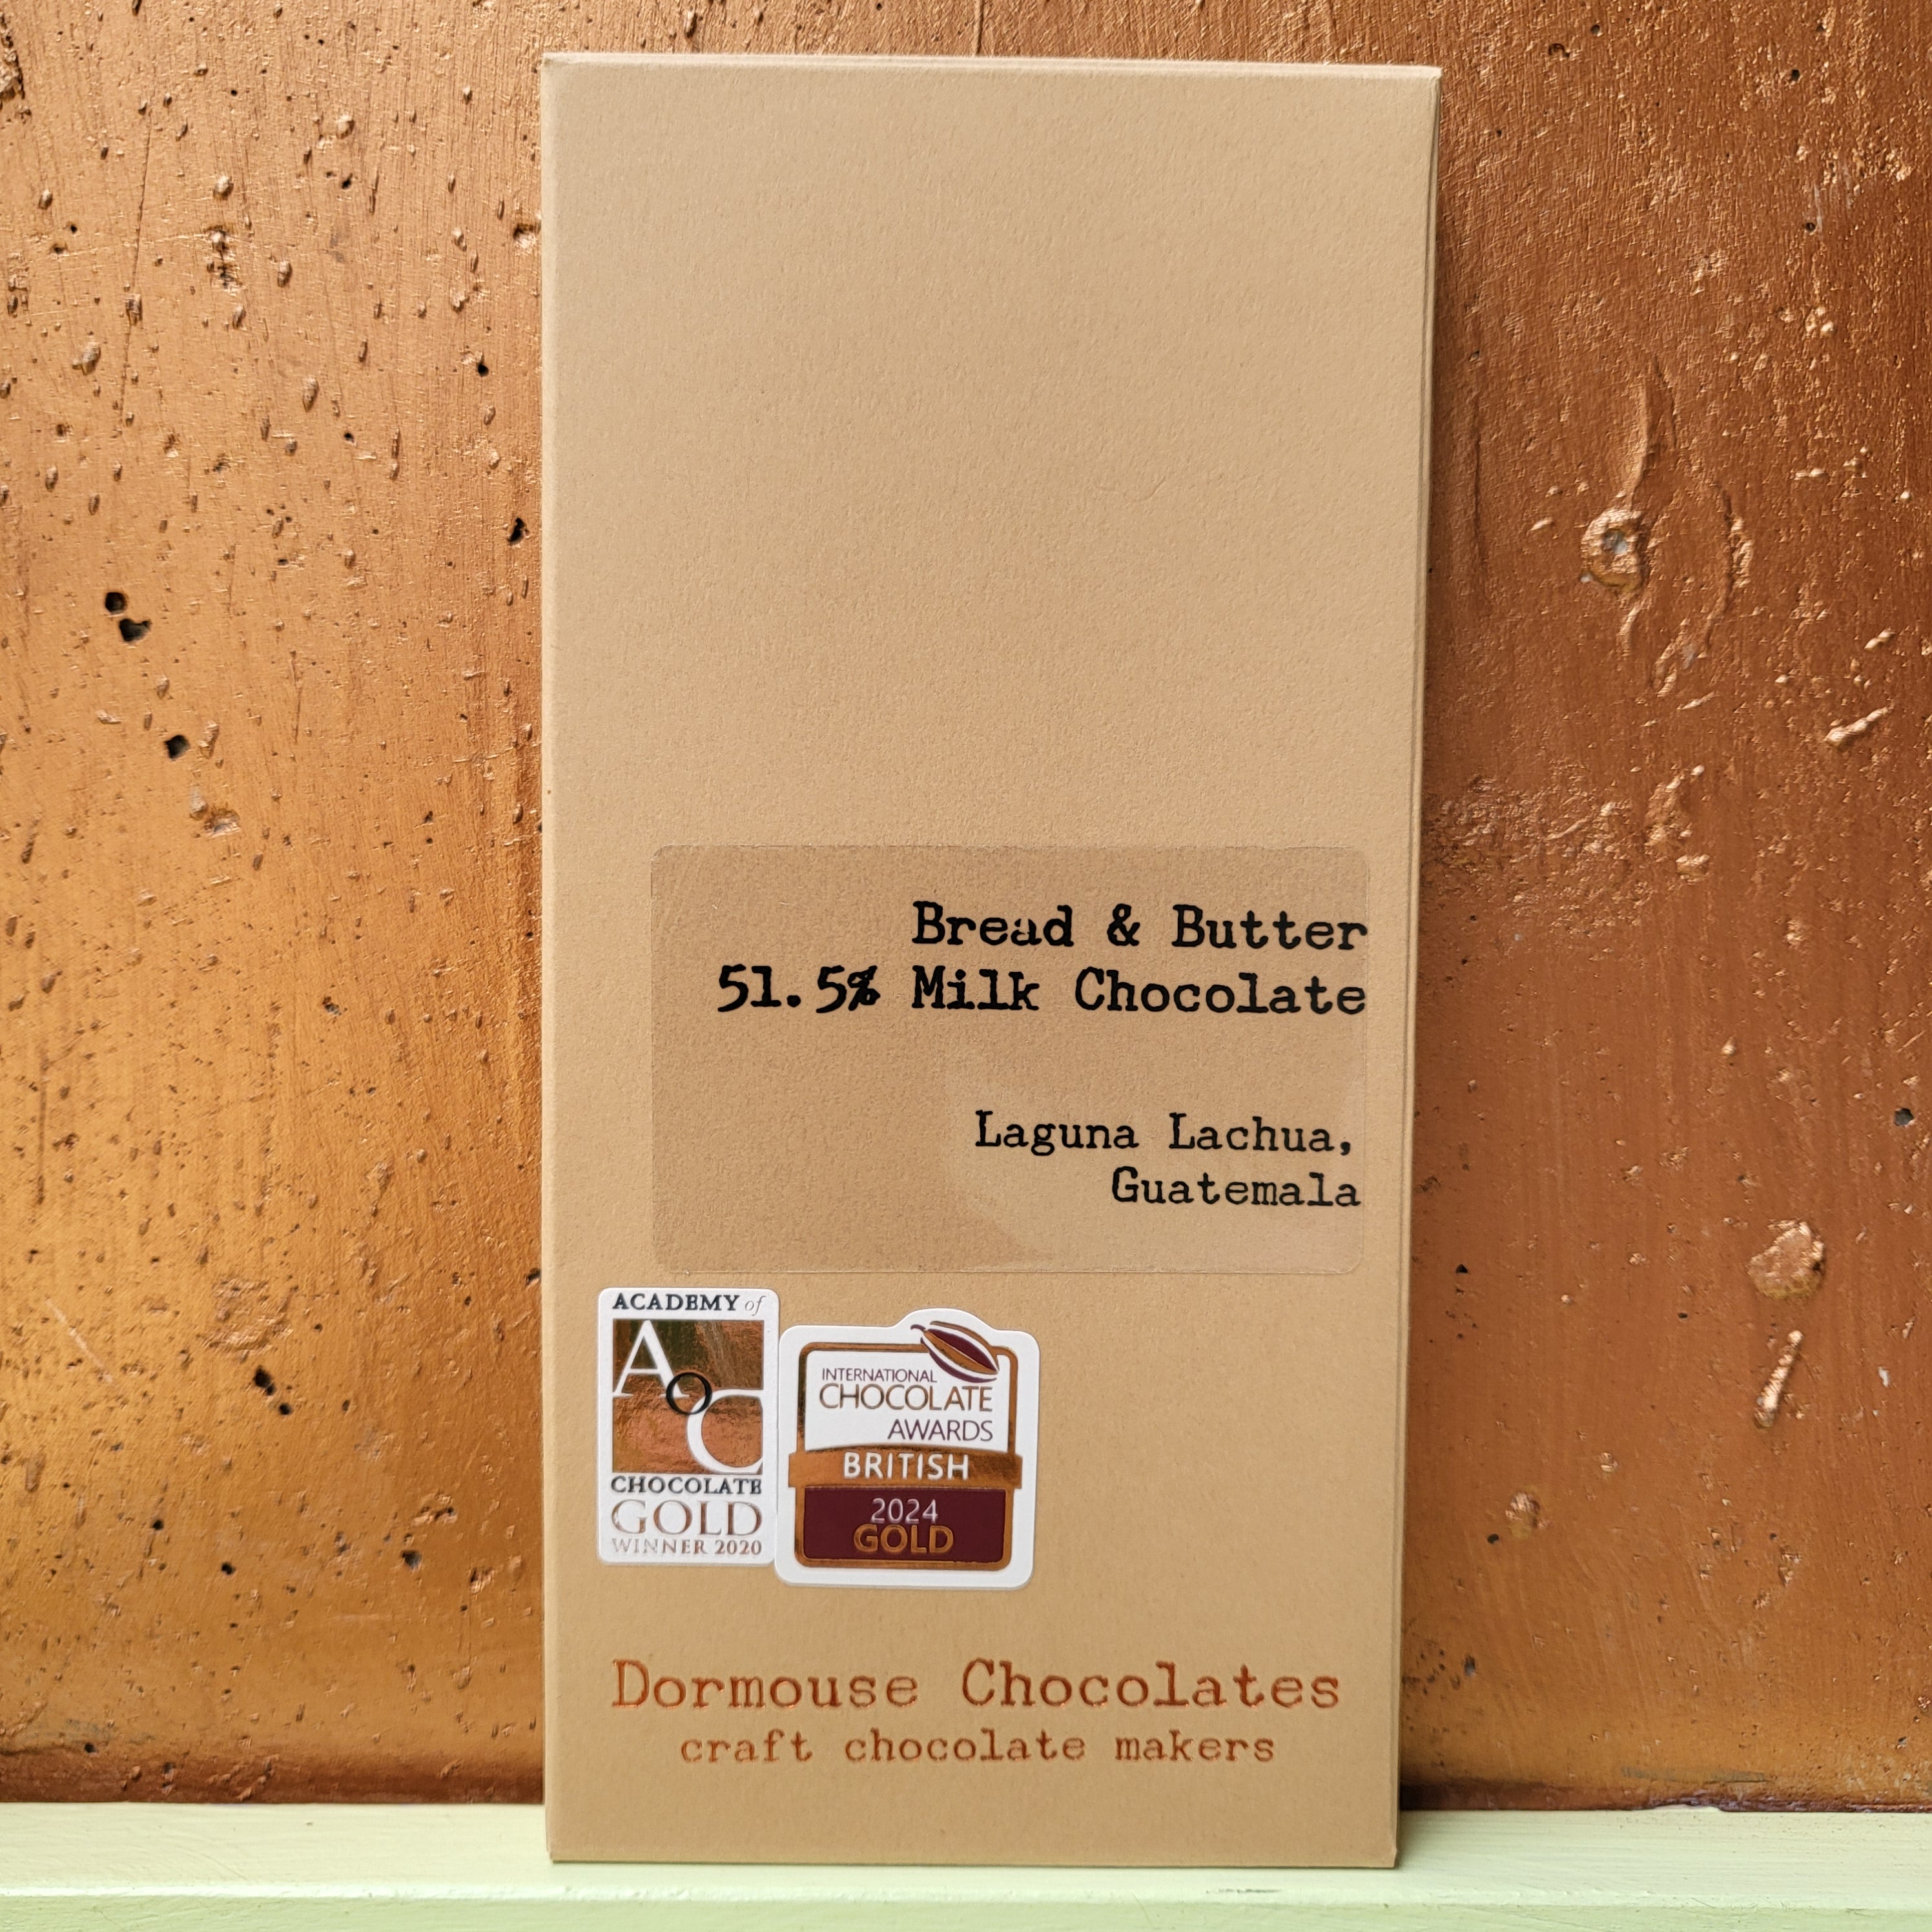 Bread & Butter
51.5% Milk Chocolate
Laguna Lachua,
Guatemala
ACADEMY of
AOC
CHOCOLATE
GOLD
WINNER 2020
INTERNATIONAL
CHOCOLATE
AWARDS
BRITISH
2024
GOLD
Dormouse Chocolates
craft chocolate makers